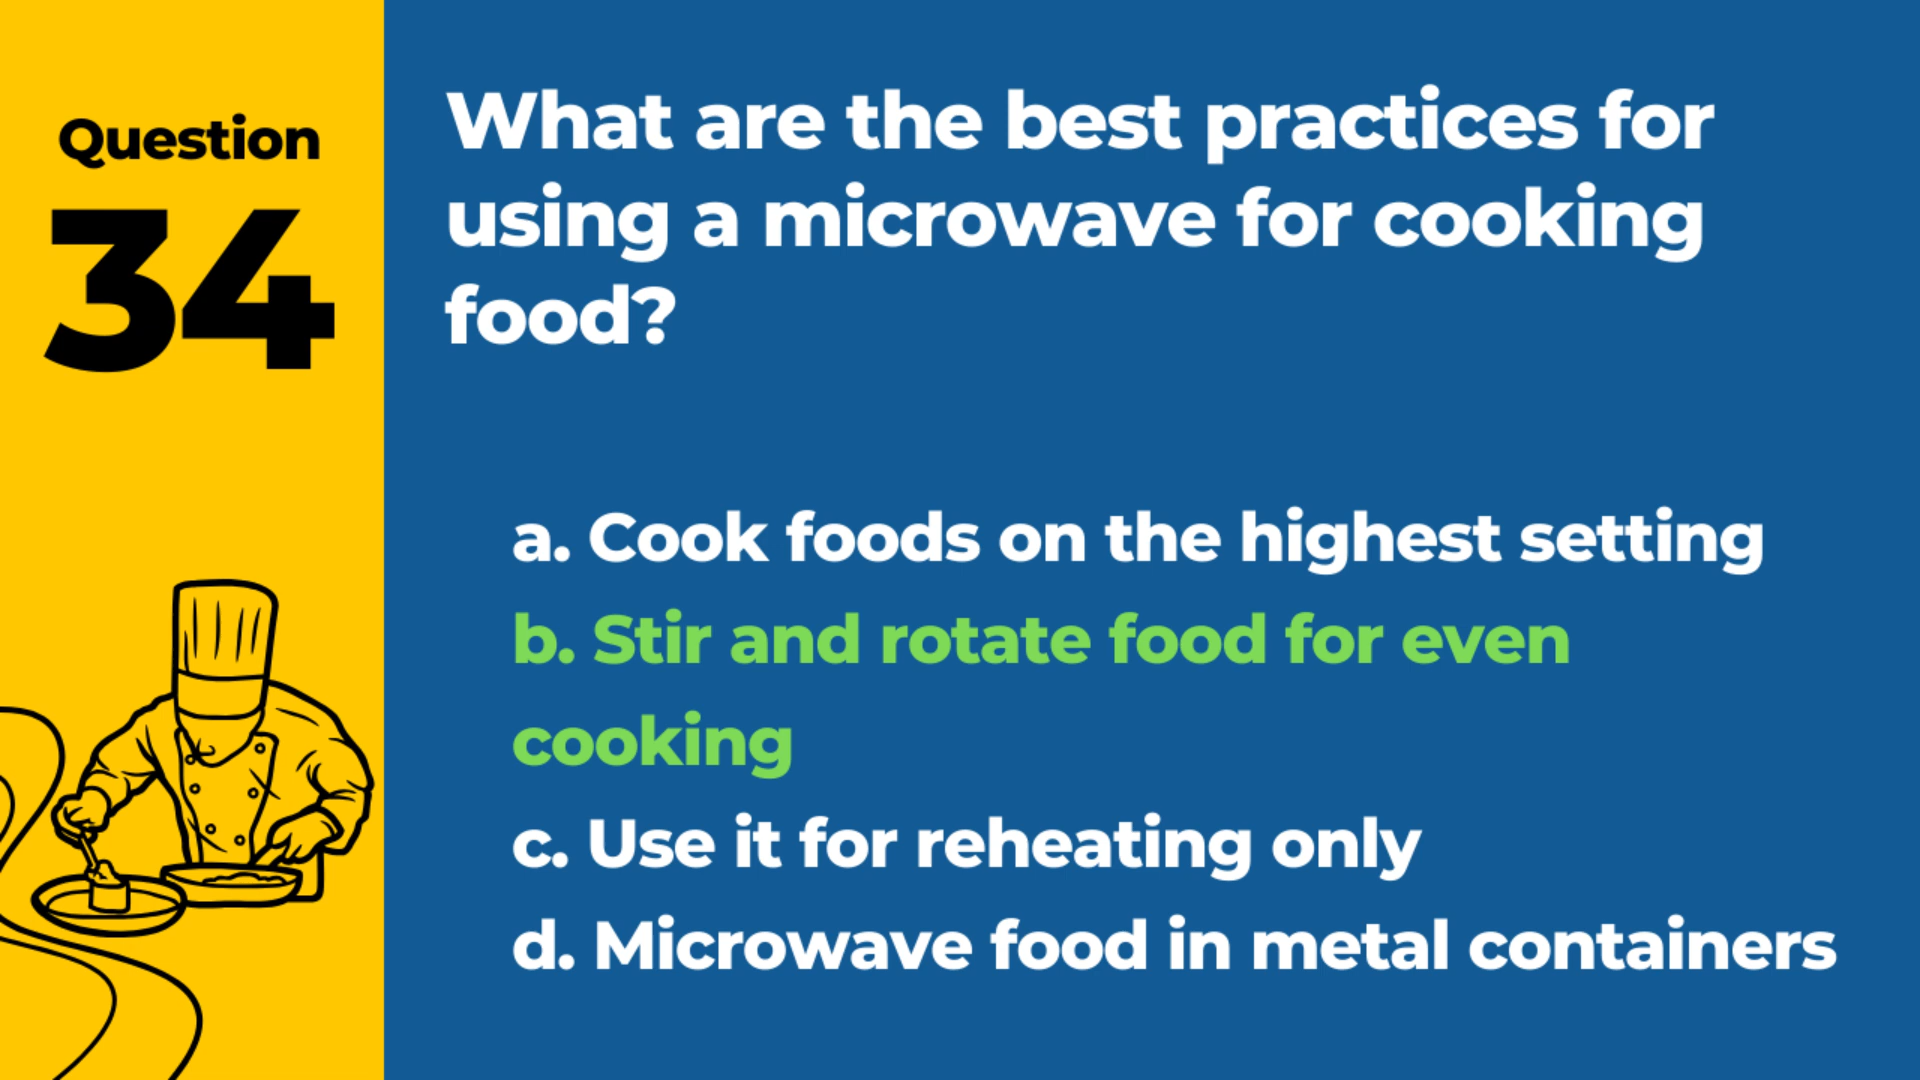 Question
34
What are the best practices for
using a microwave for cooking
food?
a. Cook foods on the highest setting
b. Stir and rotate food for even
cooking
c. Use it for reheating only
d. Microwave food in metal containers